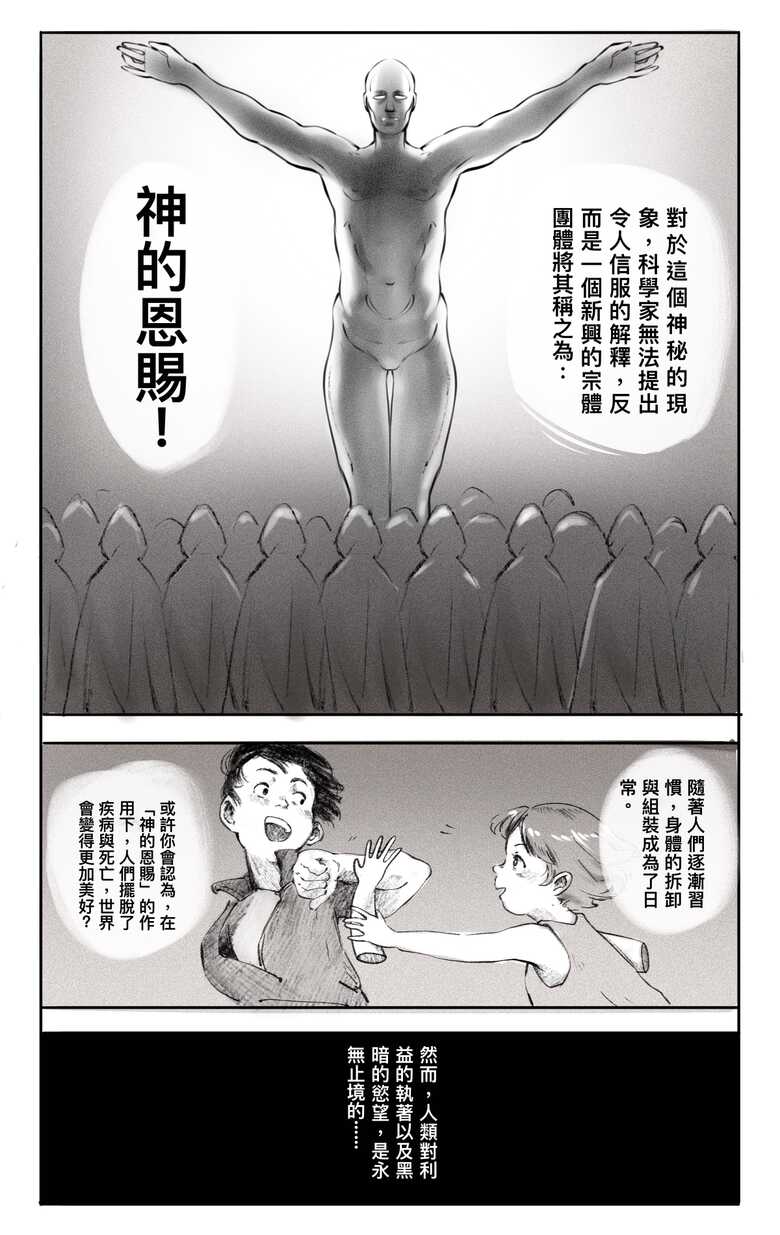 對於這個神秘的現
象，科學家無法提出
令人信服的解釋，反
而是一個新興的宗體
團體將其稱之為：
神的恩賜！
隨著人們逐漸習
慣，身體的拆卸
與組裝成為了日
常。
或許你會認為，在
「神的恩賜」的作
用下，人們擺脫了
疾病與死亡，世界
會變得更加美好？
然而，人類對利
益的執著以及黑
暗的慾望，是永
無止境的……